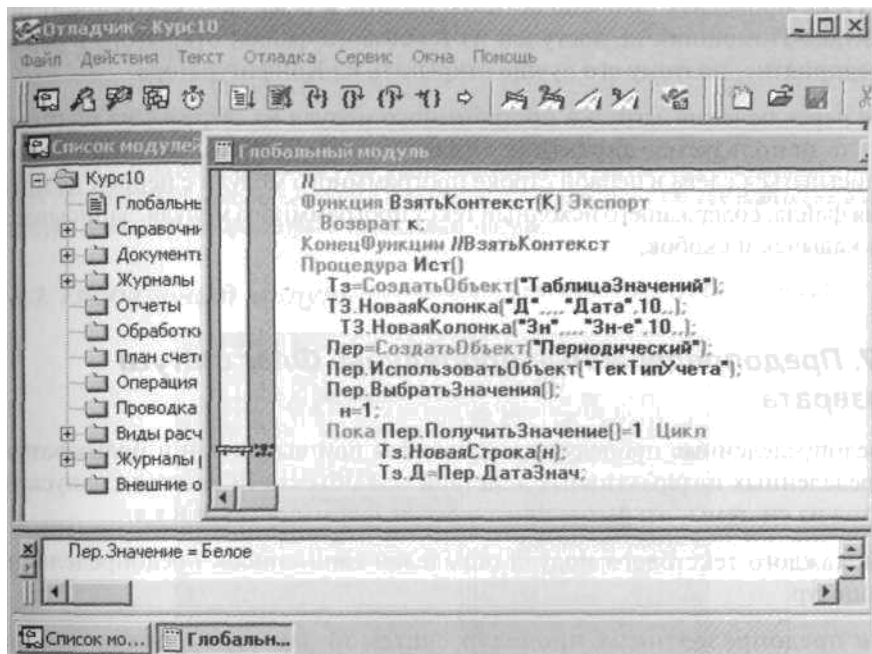 Отладчик - Курс10
Файл Действия Текст Отладка Сервис Окна Помощь
Список модулей
Курс10
Глобальнь
Справочни
Документы
Журналы
Отчеты
Обработки
План счет
Операция
Проводка
Виды расч
Журналы р
Внешние о
Глобальный модуль
//
Функция ВзятьКонтекст(К) Экспорт
Возврат к;
КонецФункции //ВзятьКонтекст
Процедура Ист()
Тз=СоздатьОбъект("ТаблицаЗначений");
ТЗ.НоваяКолонка("Д",,,,"Дата",10,,);
ТЗ.НоваяКолонка("Зн",,,,"Зн-е",10,,);
Пер=СоздатьОбъект("Периодический");
Пер.ИспользоватьОбъект("ТекТипУчета");
Пер.ВыбратьЗначения();
н=1;
Пока Пер.ПолучитьЗначение()=1 Цикл
Тз.НоваяСтрока(н);
Тз.Д=Пер.ДатаЗнач;
Пер.Значение = Белое
Список мо...
Глобальн...